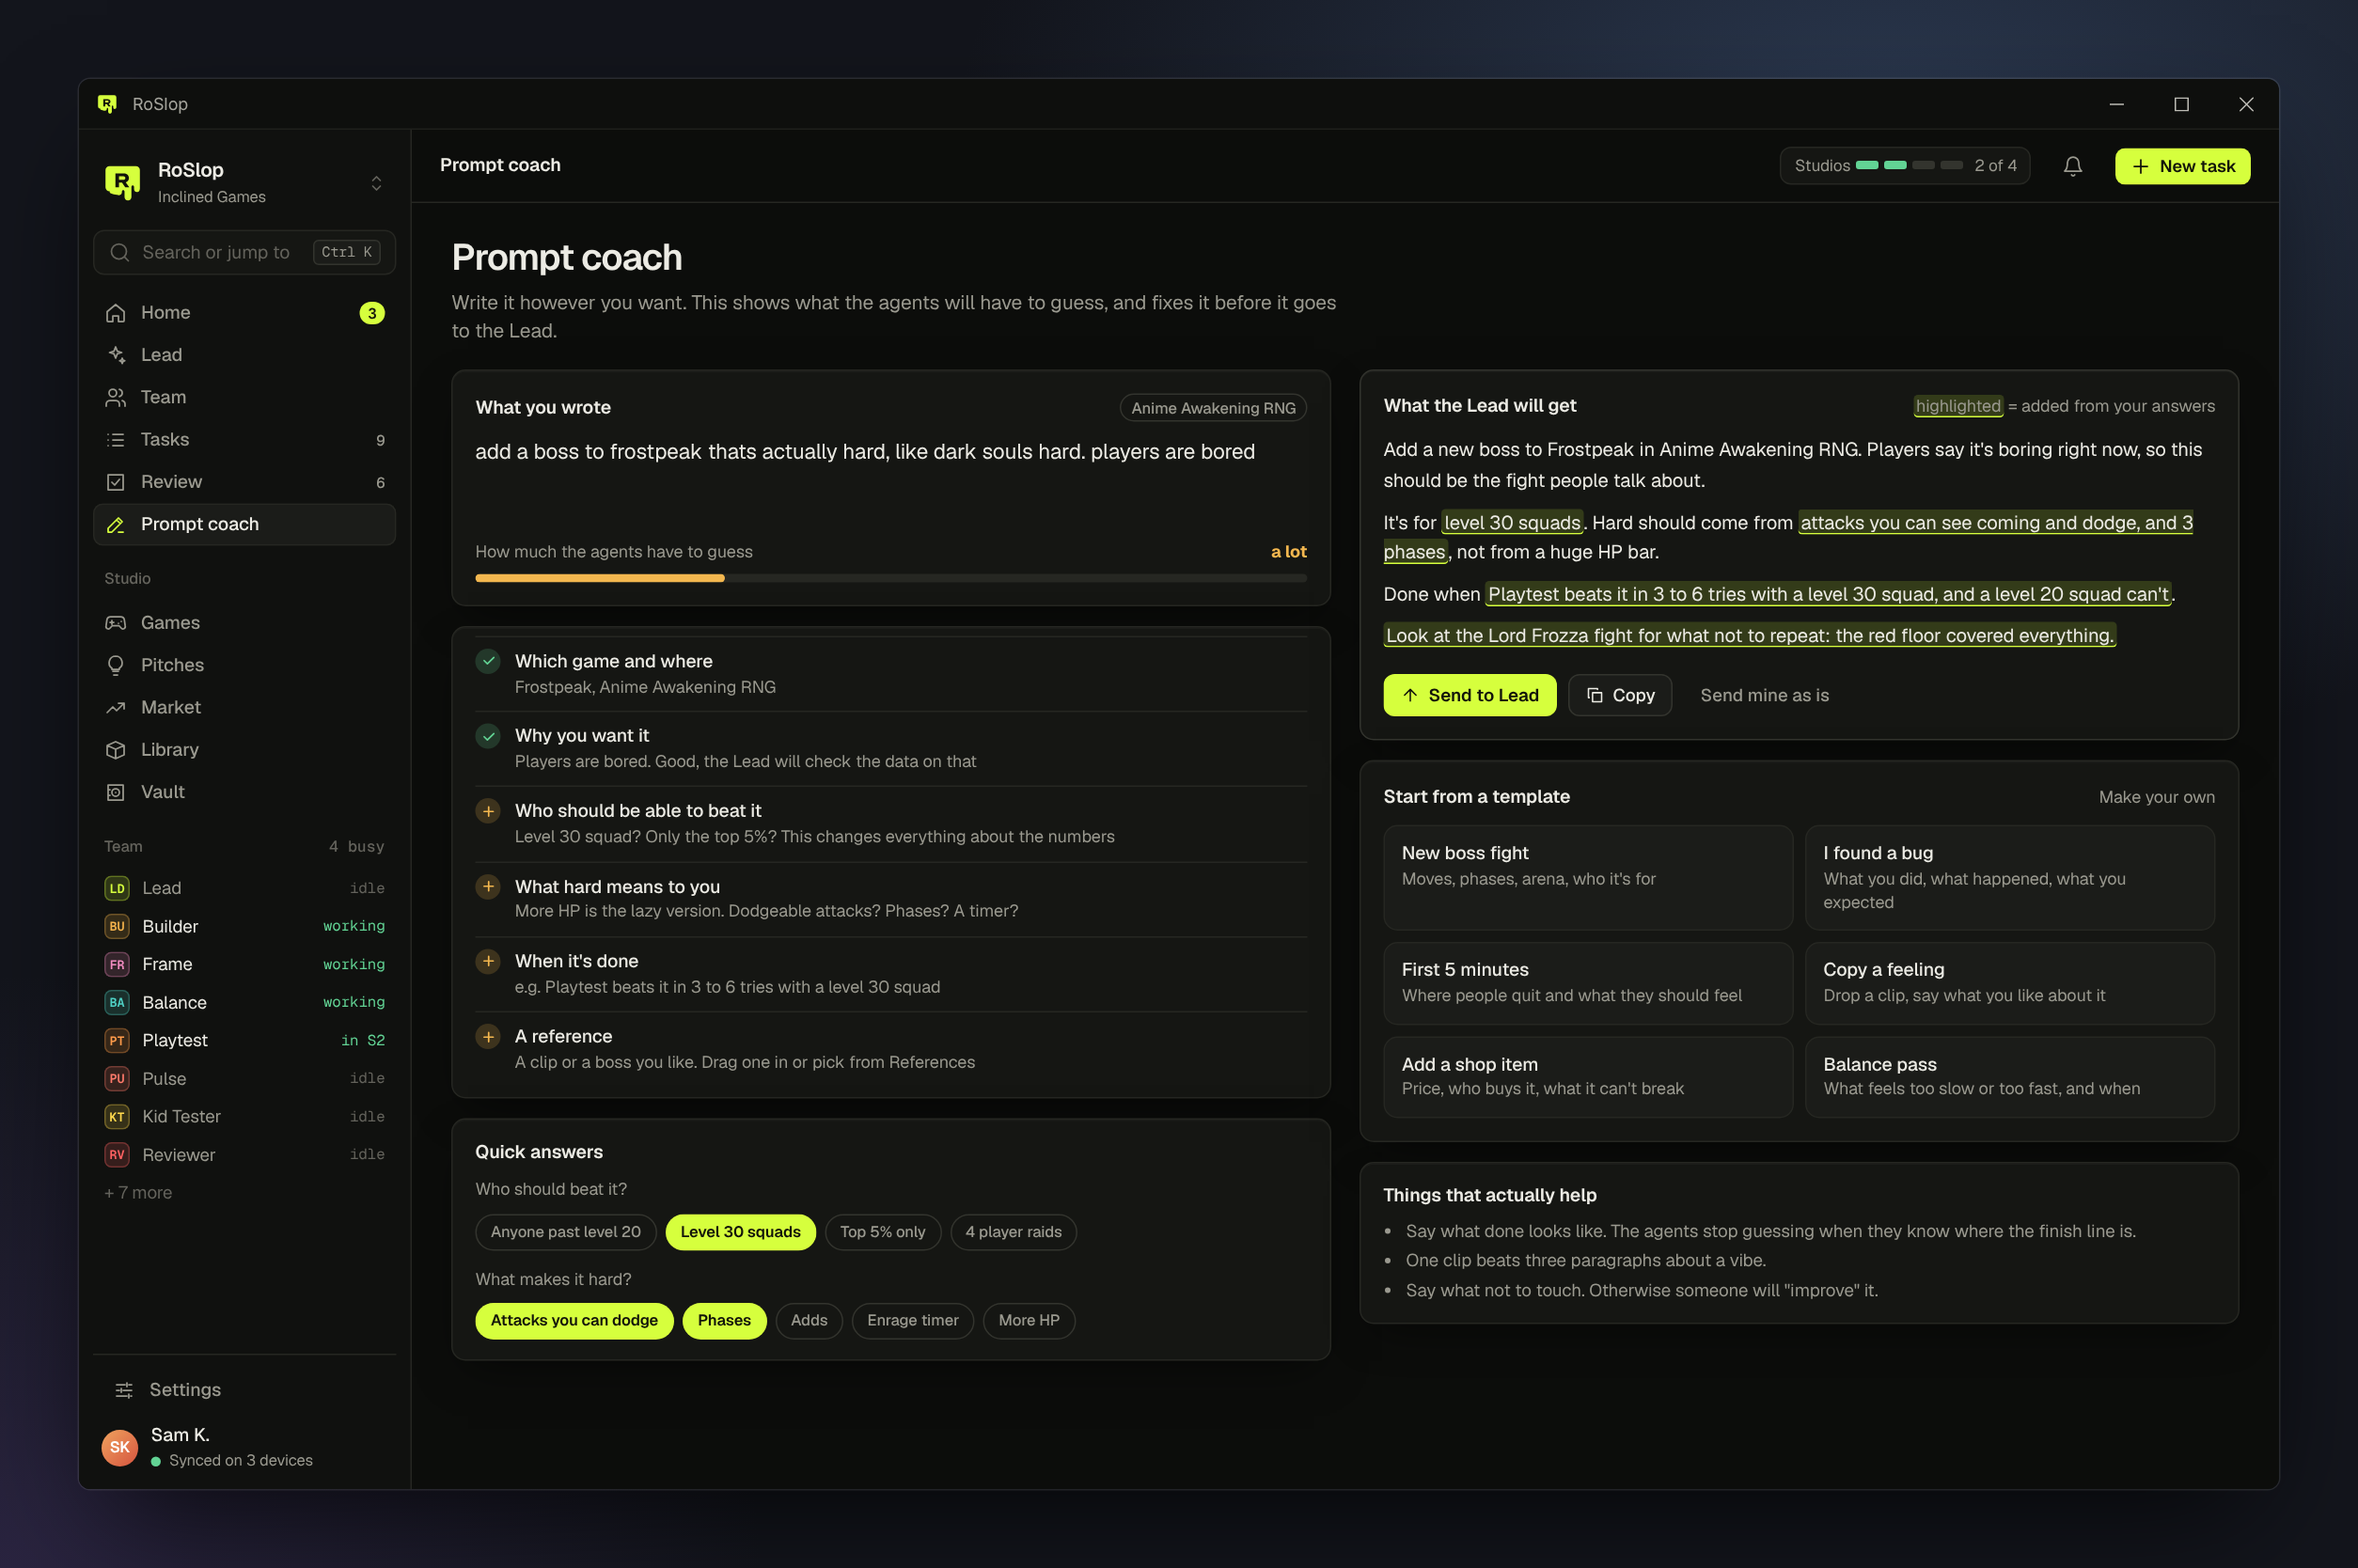 RoSlop
RoSlop
Inclined Games
Search or jump to
Ctrl K
Home
3
Lead
Team
Tasks
9
Review
6
Prompt coach
Studio
Games
Pitches
Market
Library
Vault
Team
4 busy
LD Lead idle
BU Builder working
FR Frame working
BA Balance working
PT Playtest in S2
PU Pulse idle
KT Kid Tester idle
RV Reviewer idle
+ 7 more
Settings
SK
Sam K.
Synced on 3 devices
Prompt coach
Studios 2 of 4
New task
Prompt coach
Write it however you want. This shows what the agents will have to guess, and fixes it before it goes
to the Lead.
What you wrote
Anime Awakening RNG
add a boss to frostpeak thats actually hard, like dark souls hard. players are bored
How much the agents have to guess
a lot
Which game and where
Frostpeak, Anime Awakening RNG
Why you want it
Players are bored. Good, the Lead will check the data on that
Who should be able to beat it
Level 30 squad? Only the top 5%? This changes everything about the numbers
What hard means to you
More HP is the lazy version. Dodgeable attacks? Phases? A timer?
When it's done
e.g. Playtest beats it in 3 to 6 tries with a level 30 squad
A reference
A clip or a boss you like. Drag one in or pick from References
Quick answers
Who should beat it?
Anyone past level 20
Level 30 squads
Top 5% only
4 player raids
What makes it hard?
Attacks you can dodge
Phases
Adds
Enrage timer
More HP
What the Lead will get
highlighted = added from your answers
Add a new boss to Frostpeak in Anime Awakening RNG. Players say it's boring right now, so this
should be the fight people talk about.
It's for level 30 squads. Hard should come from attacks you can see coming and dodge, and 3
phases, not from a huge HP bar.
Done when Playtest beats it in 3 to 6 tries with a level 30 squad, and a level 20 squad can't.
Look at the Lord Frozza fight for what not to repeat: the red floor covered everything.
Send to Lead
Copy
Send mine as is
Start from a template
Make your own
New boss fight
Moves, phases, arena, who it's for
I found a bug
What you did, what happened, what you
expected
First 5 minutes
Where people quit and what they should feel
Copy a feeling
Drop a clip, say what you like about it
Add a shop item
Price, who buys it, what it can't break
Balance pass
What feels too slow or too fast, and when
Things that actually help
• Say what done looks like. The agents stop guessing when they know where the finish line is.
• One clip beats three paragraphs about a vibe.
• Say what not to touch. Otherwise someone will "improve" it.